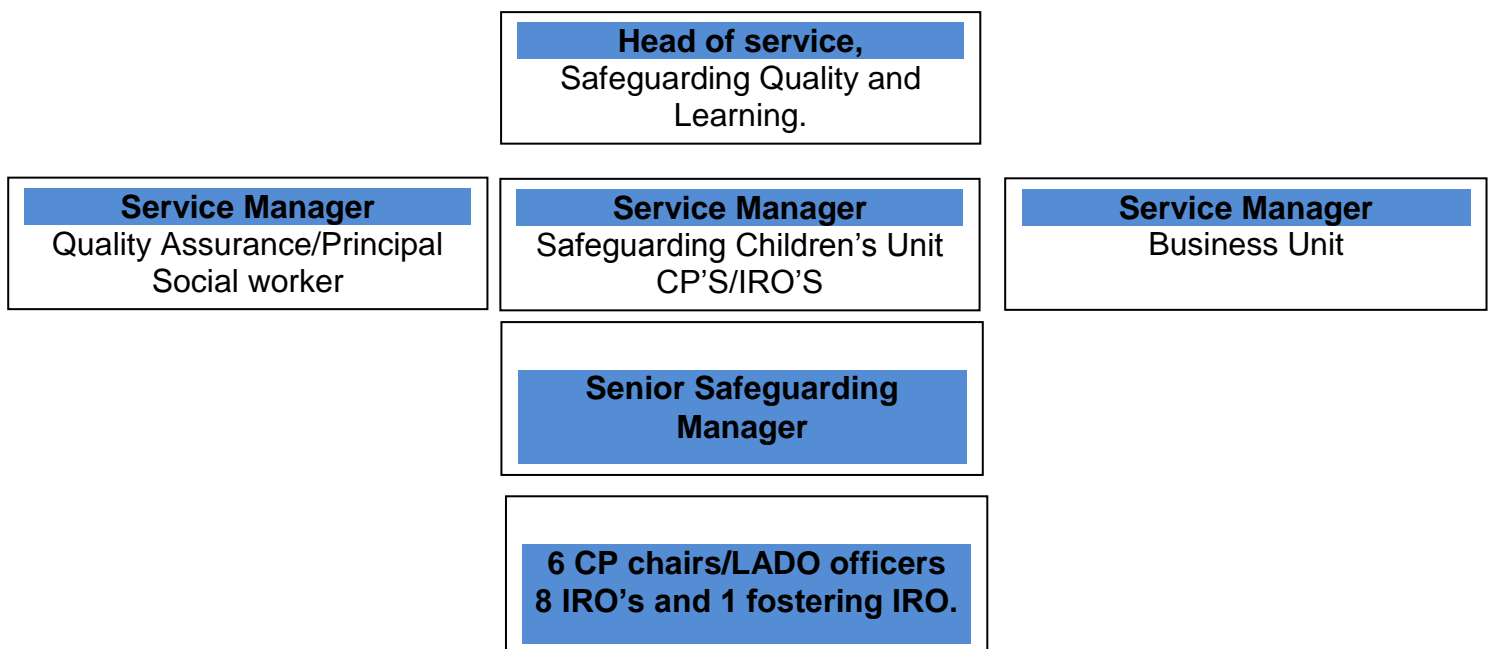 Head of service,
Safeguarding Quality and
Learning.
Service Manager
Quality Assurance/Principal
Social worker
Service Manager
Safeguarding Children’s Unit
CP’S/IRO’S
Service Manager
Business Unit
Senior Safeguarding
Manager
6 CP chairs/LADO officers
8 IRO’s and 1 fostering IRO.